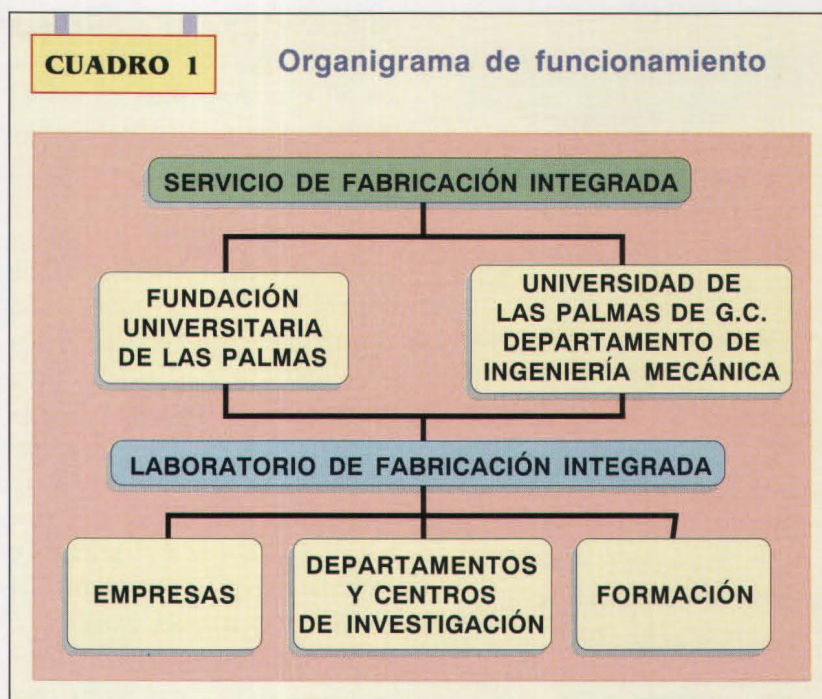 CUADRO 1
Organigrama de funcionamiento
SERVICIO DE FABRICACIÓN INTEGRADA
FUNDACIÓN
UNIVERSITARIA
DE LAS PALMAS
UNIVERSIDAD DE
LAS PALMAS DE G.C.
DEPARTAMENTO DE
INGENIERÍA MECÁNICA
LABORATORIO DE FABRICACIÓN INTEGRADA
EMPRESAS
DEPARTAMENTOS
Y CENTROS
DE INVESTIGACIÓN
FORMACIÓN